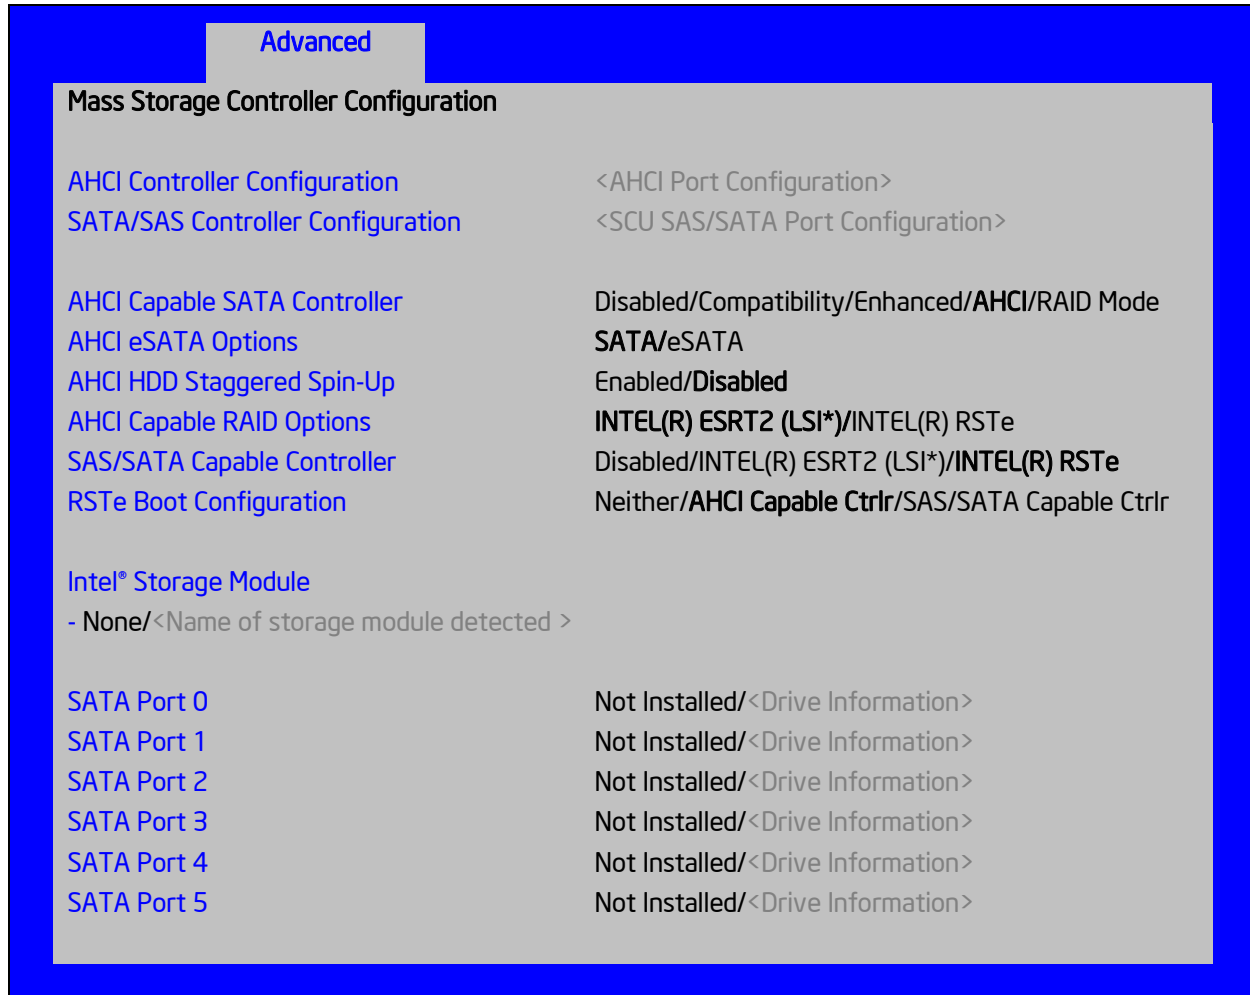 Advanced
Mass Storage Controller Configuration
AHCI Controller Configuration <AHCI Port Configuration>
SATA/SAS Controller Configuration <SCU SAS/SATA Port Configuration>
AHCI Capable SATA Controller Disabled/Compatibility/Enhanced/AHCI/RAID Mode
AHCI eSATA Options SATA/eSATA
AHCI HDD Staggered Spin-Up Enabled/Disabled
AHCI Capable RAID Options INTEL(R) ESRT2 (LSI*)/INTEL(R) RSTe
SAS/SATA Capable Controller Disabled/INTEL(R) ESRT2 (LSI*)/INTEL(R) RSTe
RSTe Boot Configuration Neither/AHCI Capable Ctrlr/SAS/SATA Capable Ctrlr
Intel® Storage Module
- None/<Name of storage module detected >
SATA Port 0 Not Installed/<Drive Information>
SATA Port 1 Not Installed/<Drive Information>
SATA Port 2 Not Installed/<Drive Information>
SATA Port 3 Not Installed/<Drive Information>
SATA Port 4 Not Installed/<Drive Information>
SATA Port 5 Not Installed/<Drive Information>